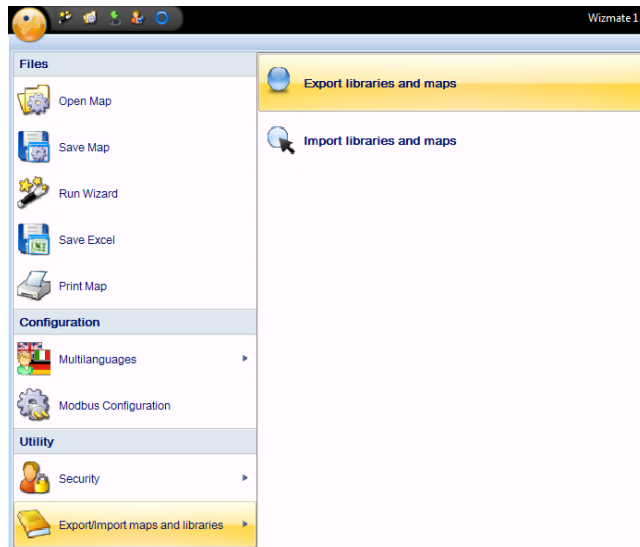 Wizmate 1
Files
Open Map
Save Map
Run Wizard
Save Excel
Print Map
Configuration
Multilanguages
Modbus Configuration
Utility
Security
Export/Import maps and libraries
Export libraries and maps
Import libraries and maps